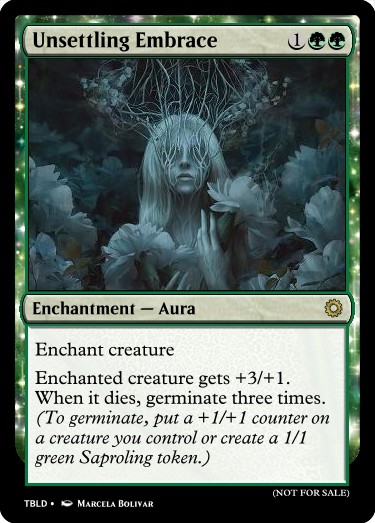 Unsettling Embrace 1
Enchantment — Aura
Enchant creature
Enchanted creature gets +3/+1.
When it dies, germinate three times.
(To germinate, put a +1/+1 counter on
a creature you control or create a 1/1
green Saproling token.)
(NOT FOR SALE)
TBLD • Marcela Bolivar